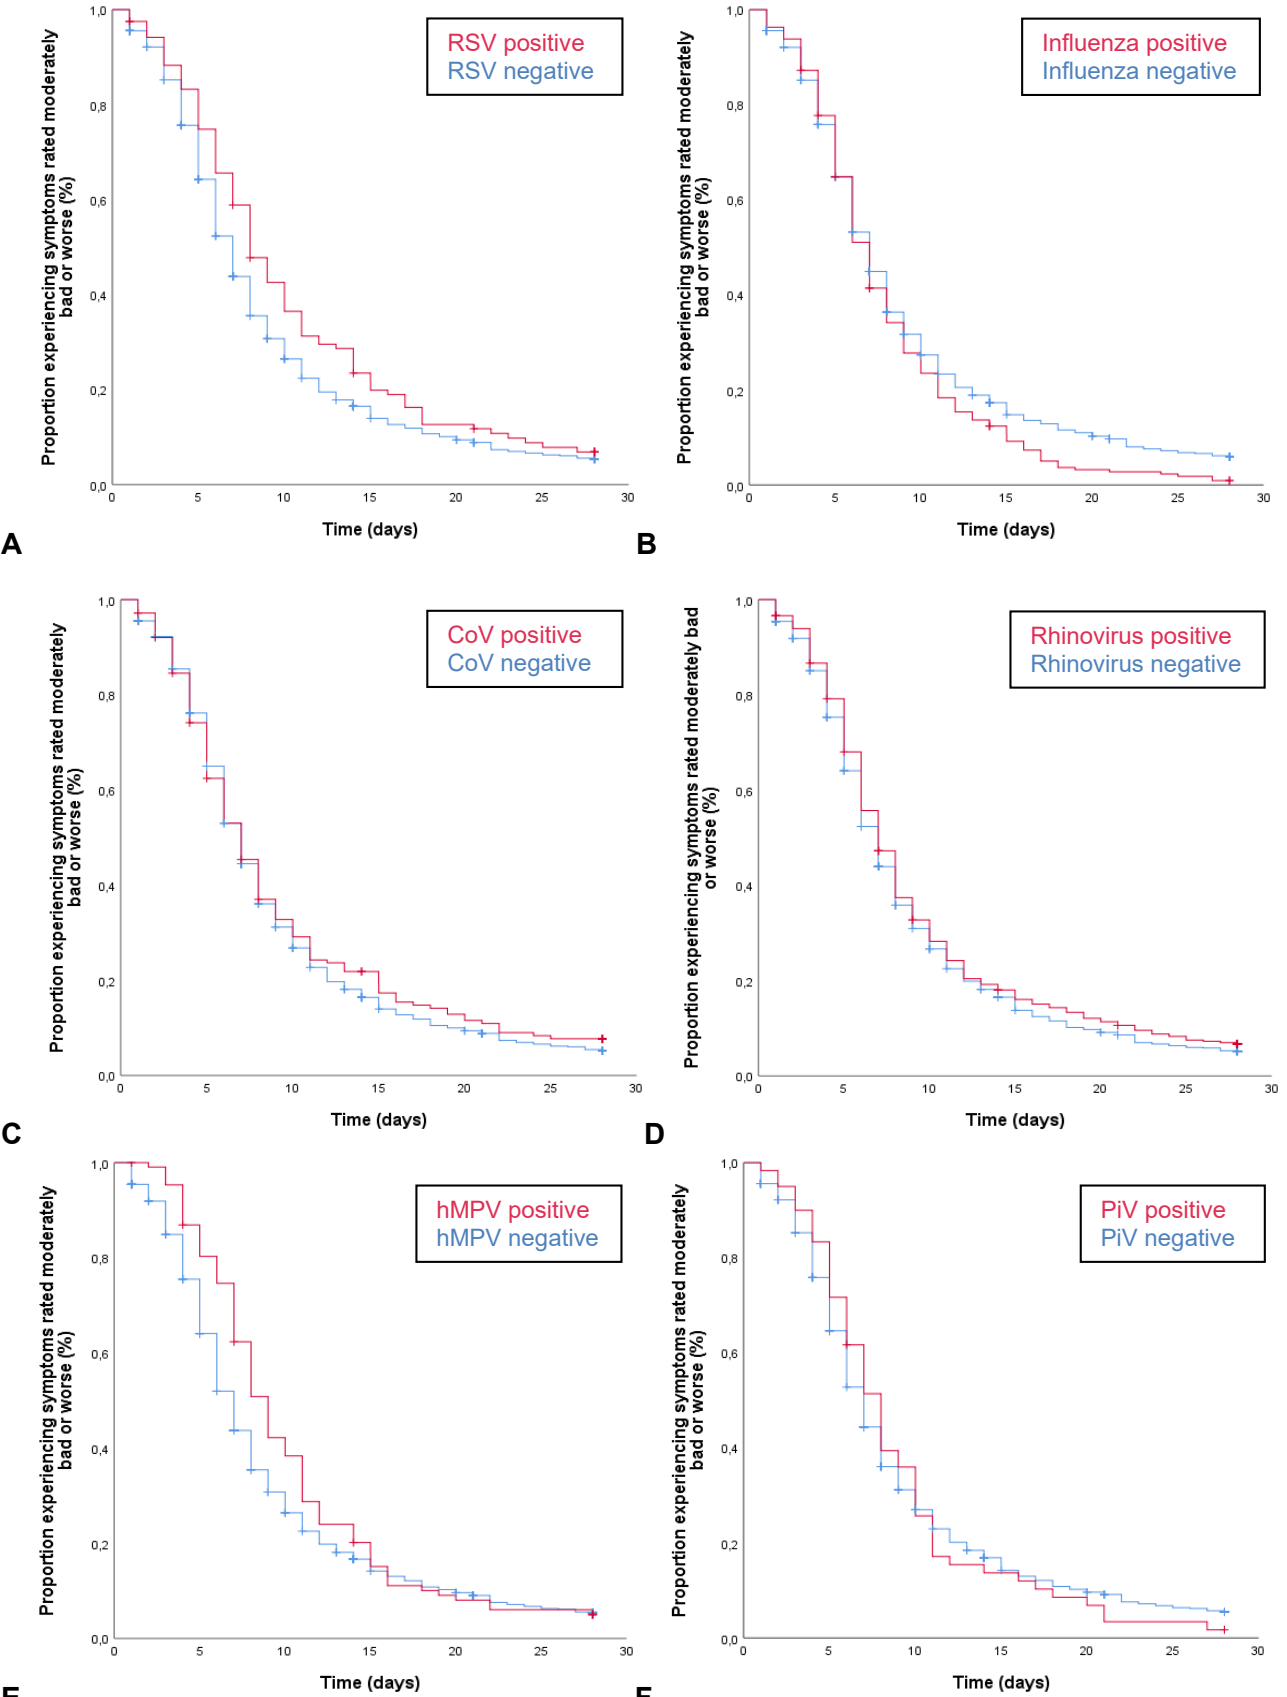 RSV positive
RSV negative
Proportion experiencing symptoms rated moderately
bad or worse (%)
1,0
0,8
0,6
0,4
0,2
0,0
0 5 10 15 20 25 30
Time (days)
A
Influenza positive
Influenza negative
Proportion experiencing symptoms rated moderately
bad or worse (%)
1,0
0,8
0,6
0,4
0,2
0,0
0 5 10 15 20 25 30
Time (days)
B
CoV positive
CoV negative
Proportion experiencing symptoms rated moderately
bad or worse (%)
1,0
0,8
0,6
0,4
0,2
0,0
0 5 10 15 20 25 30
Time (days)
C
Rhinovirus positive
Rhinovirus negative
Proportion experiencing symptoms rated moderately bad
or worse (%)
1,0
0,8
0,6
0,4
0,2
0,0
0 5 10 15 20 25 30
Time (days)
D
hMPV positive
hMPV negative
Proportion experiencing symptoms rated moderately
bad or worse (%)
1,0
0,8
0,6
0,4
0,2
0,0
0 5 10 15 20 25 30
Time (days)
E
PiV positive
PiV negative
Proportion experiencing symptoms rated moderately
bad or worse (%)
1,0
0,8
0,6
0,4
0,2
0,0
0 5 10 15 20 25 30
Time (days)
F